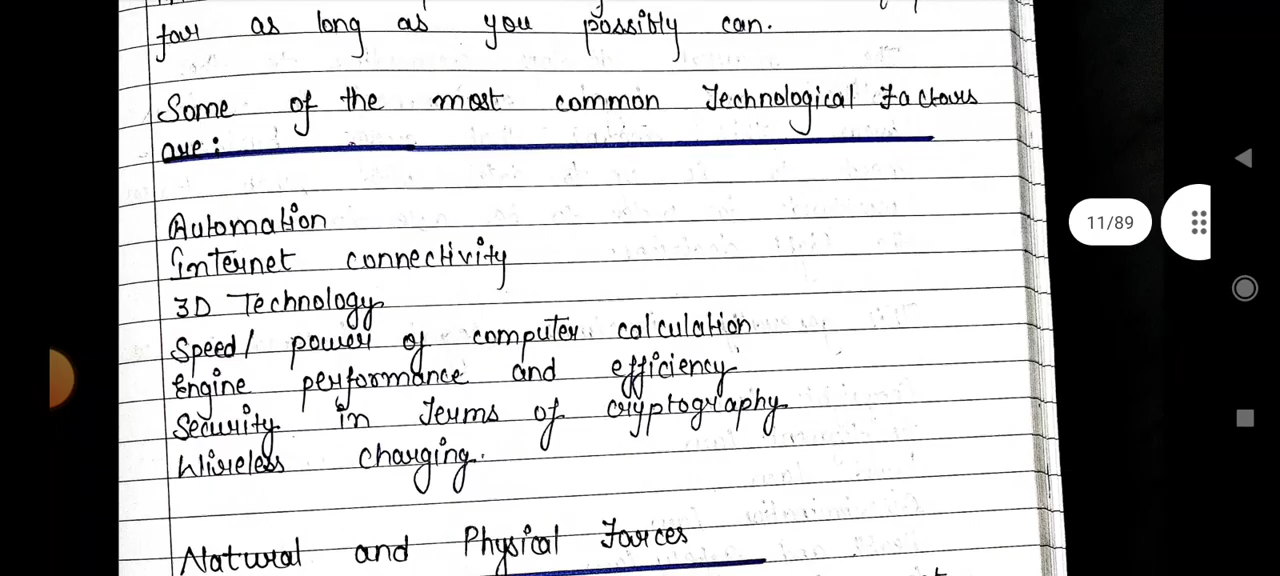 for as long as you possibly can.
Some of the most common Technological Factors
are:
Automation
Internet connectivity
3D Technology
Speed/ power of computer calculation
Engine performance and efficiency
Security in Terms of cryptography
Wireless charging.
Natural and Physical Forces
11/89